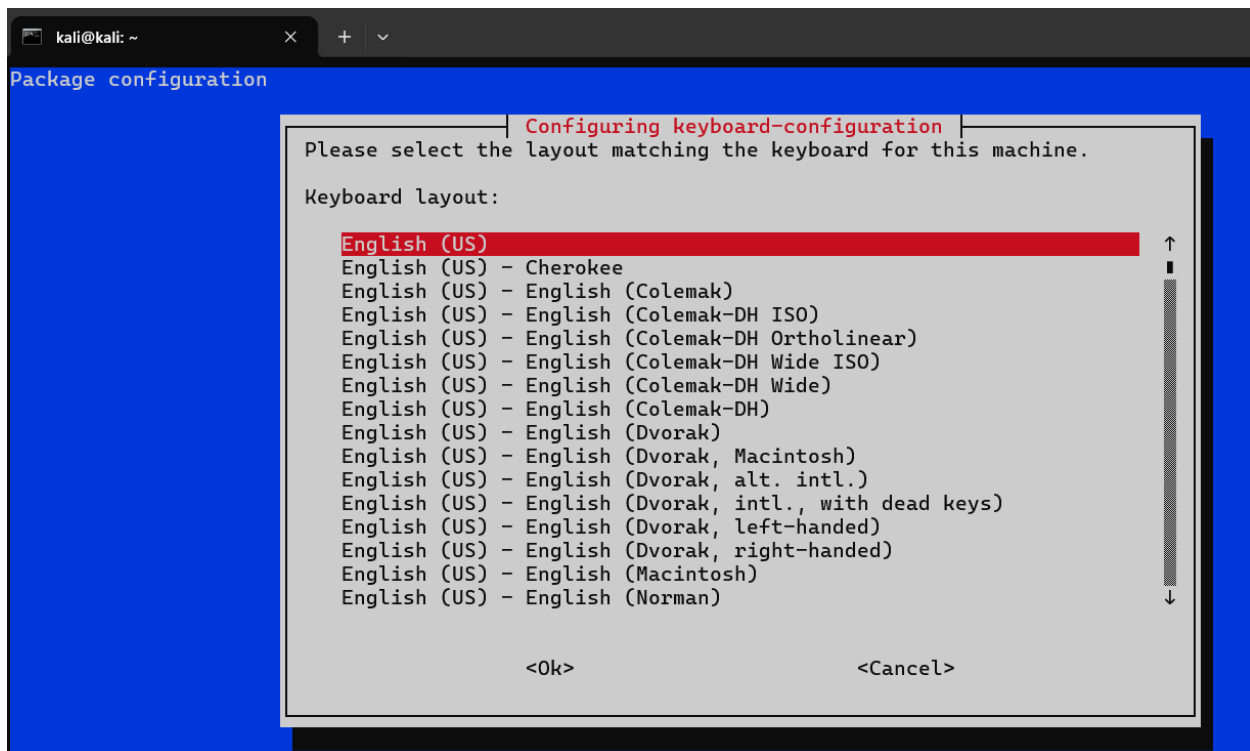 kali@kali: ~
Package configuration
Configuring keyboard-configuration
Please select the layout matching the keyboard for this machine.
Keyboard layout:
English (US)
English (US) - Cherokee
English (US) - English (Colemak)
English (US) - English (Colemak-DH ISO)
English (US) - English (Colemak-DH Ortholinear)
English (US) - English (Colemak-DH Wide ISO)
English (US) - English (Colemak-DH Wide)
English (US) - English (Colemak-DH)
English (US) - English (Dvorak)
English (US) - English (Dvorak, Macintosh)
English (US) - English (Dvorak, alt. intl.)
English (US) - English (Dvorak, intl., with dead keys)
English (US) - English (Dvorak, left-handed)
English (US) - English (Dvorak, right-handed)
English (US) - English (Macintosh)
English (US) - English (Norman)
<Ok> <Cancel>